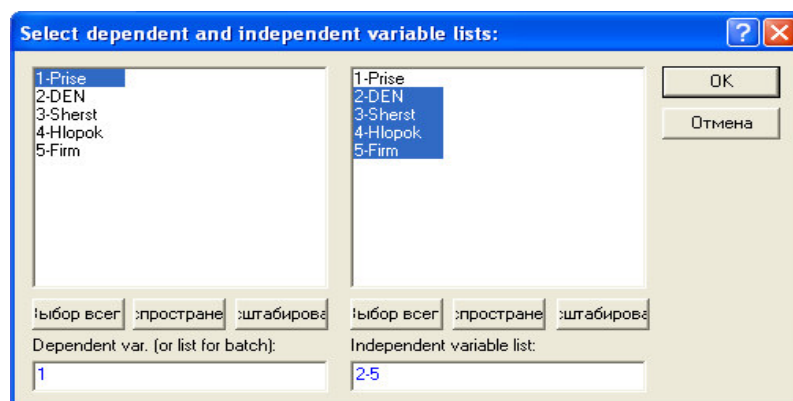 Select dependent and independent variable lists:
1-Prise
2-DEN
3-Sherst
4-Hlopok
5-Firm
1-Prise
2-DEN
3-Sherst
4-Hlopok
5-Firm
OK
Отмена
ыбор всег спростране штабирова ыбор всег спростране штабирова
Dependent var. (or list for batch): Independent variable list:
1 2-5